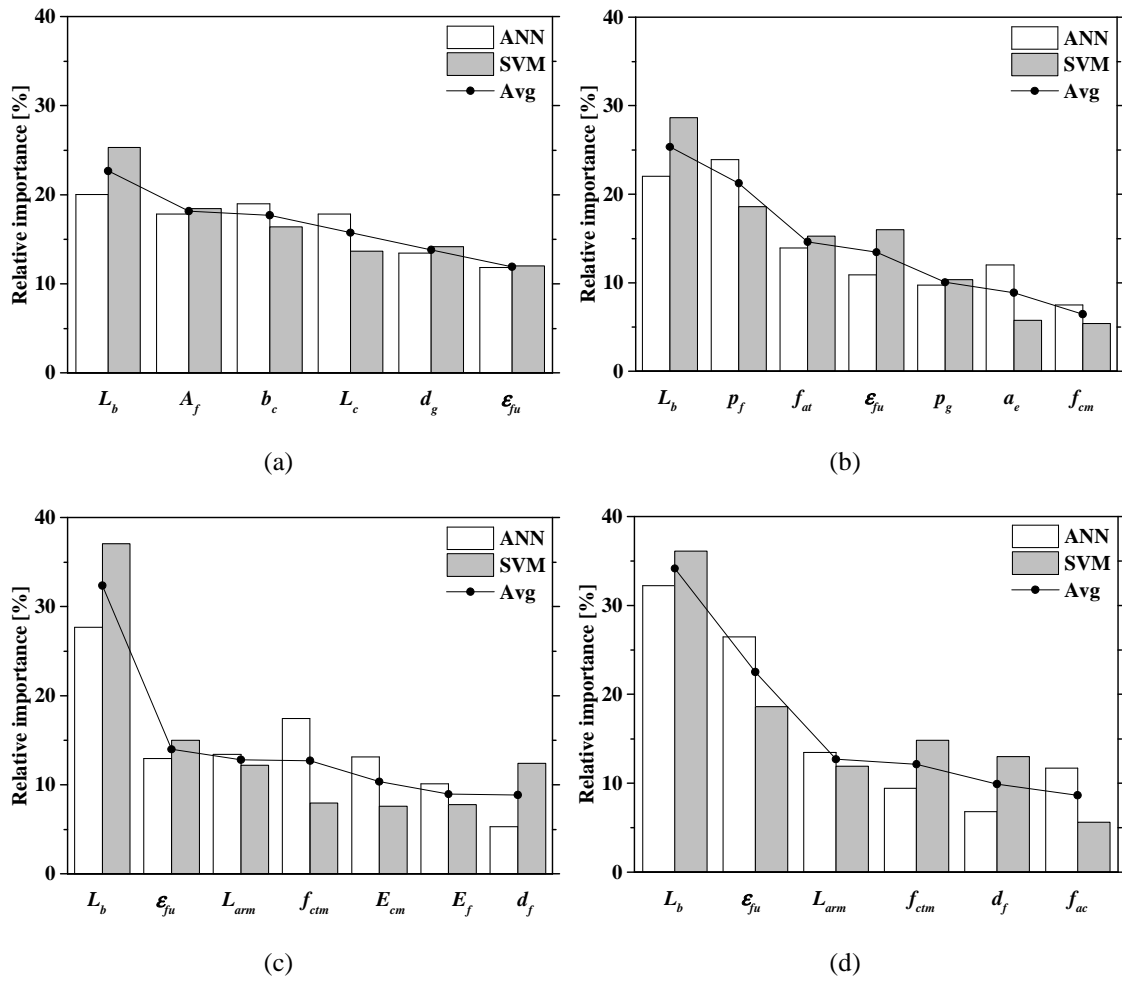 40
30
20
10
0
Relative importance [%]
ANN
SVM
Avg
L_b A_f b_c L_c d_g ε_fu
(a)
40
30
20
10
0
Relative importance [%]
ANN
SVM
Avg
L_b p_f f_at ε_fu p_g a_e f_cm
(b)
40
30
20
10
0
Relative importance [%]
ANN
SVM
Avg
L_b ε_fu L_arm f_ctm E_cm E_f d_f
(c)
40
30
20
10
0
Relative importance [%]
ANN
SVM
Avg
L_b ε_fu L_arm f_ctm d_f f_ac
(d)